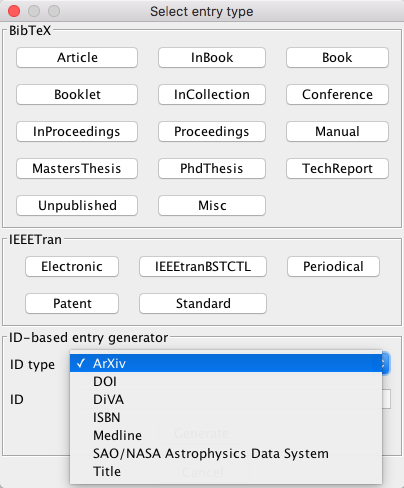 Select entry type
BibTeX
Article InBook Book
Booklet InCollection Conference
InProceedings Proceedings Manual
MastersThesis PhdThesis TechReport
Unpublished Misc
IEEETran
Electronic IEEEtranBSTCTL Periodical
Patent Standard
ID-based entry generator
ID type ✓ ArXiv
DOI
ID DiVA
ISBN
Medline
Generate
SAO/NASA Astrophysics Data System
Title
Cancel